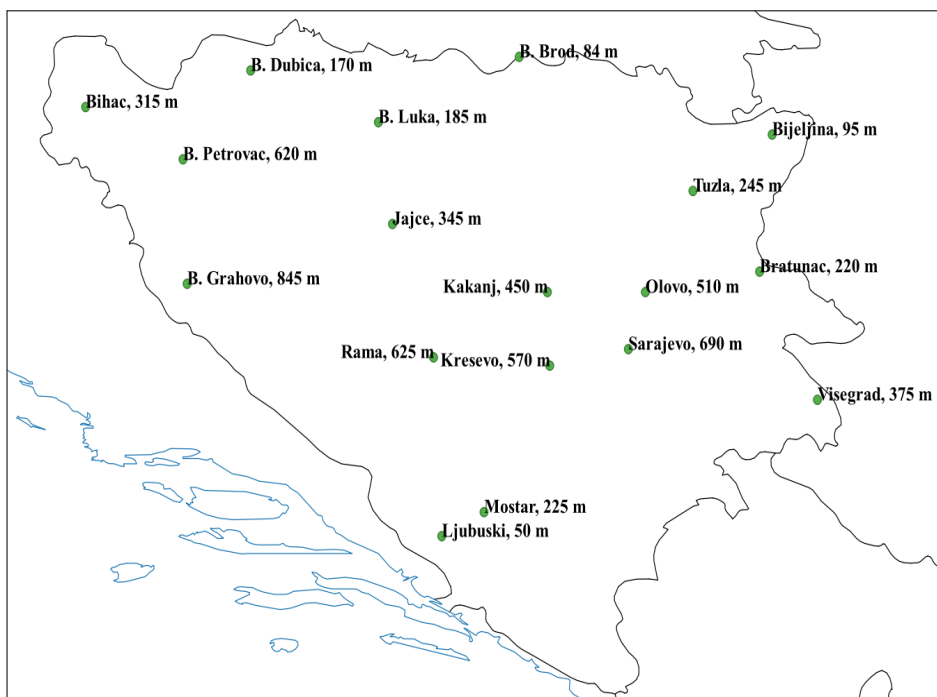 B. Brod, 84 m
B. Dubica, 170 m
Bihac, 315 m
B. Luka, 185 m
Bijeljina, 95 m
B. Petrovac, 620 m
Tuzla, 245 m
Jajce, 345 m
Bratunac, 220 m
B. Grahovo, 845 m
Kakanj, 450 m
Olovo, 510 m
Sarajevo, 690 m
Rama, 625 m
Kresevo, 570 m
Visegrad, 375 m
Mostar, 225 m
Ljubuski, 50 m